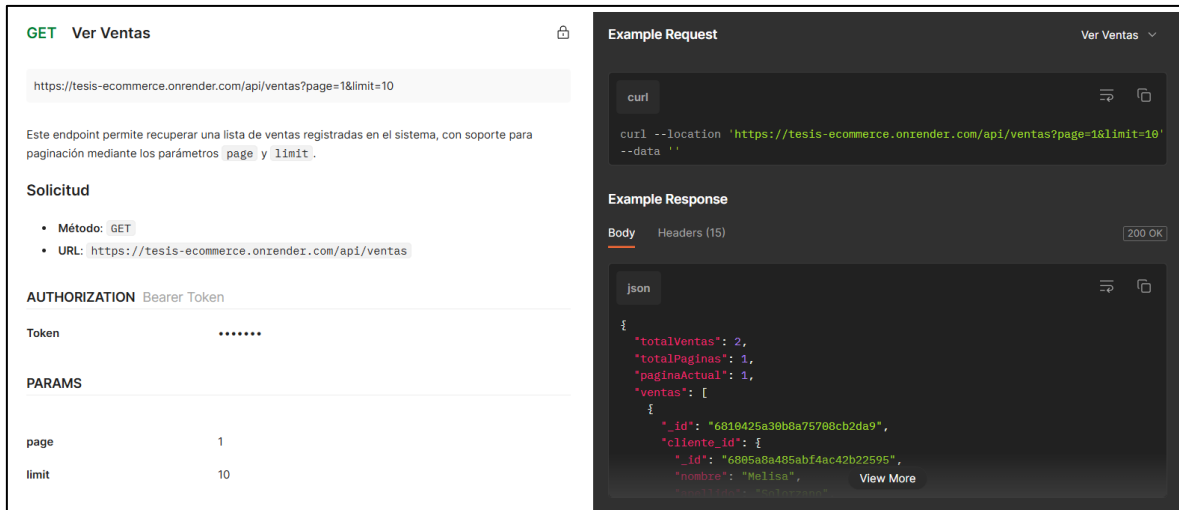 GET Ver Ventas
https://tesis-ecommerce.onrender.com/api/ventas?page=1&limit=10
Este endpoint permite recuperar una lista de ventas registradas en el sistema, con soporte para
paginación mediante los parámetros page y limit.
Solicitud
• Método: GET
• URL: https://tesis-ecommerce.onrender.com/api/ventas
AUTHORIZATION Bearer Token
Token •••••••
PARAMS
page 1
limit 10
Example Request Ver Ventas
curl
curl --location 'https://tesis-ecommerce.onrender.com/api/ventas?page=1&limit=10'
--data ''
Example Response
Body Headers (15) 200 OK
json
{
"totalVentas": 2,
"totalPaginas": 1,
"paginaActual": 1,
"ventas": [
{
"_id": "6810425a30b8a75708cb2da9",
"cliente_id": {
"_id": "6805a8a485abf4ac42b22595",
"nombre": "Melisa",
View More